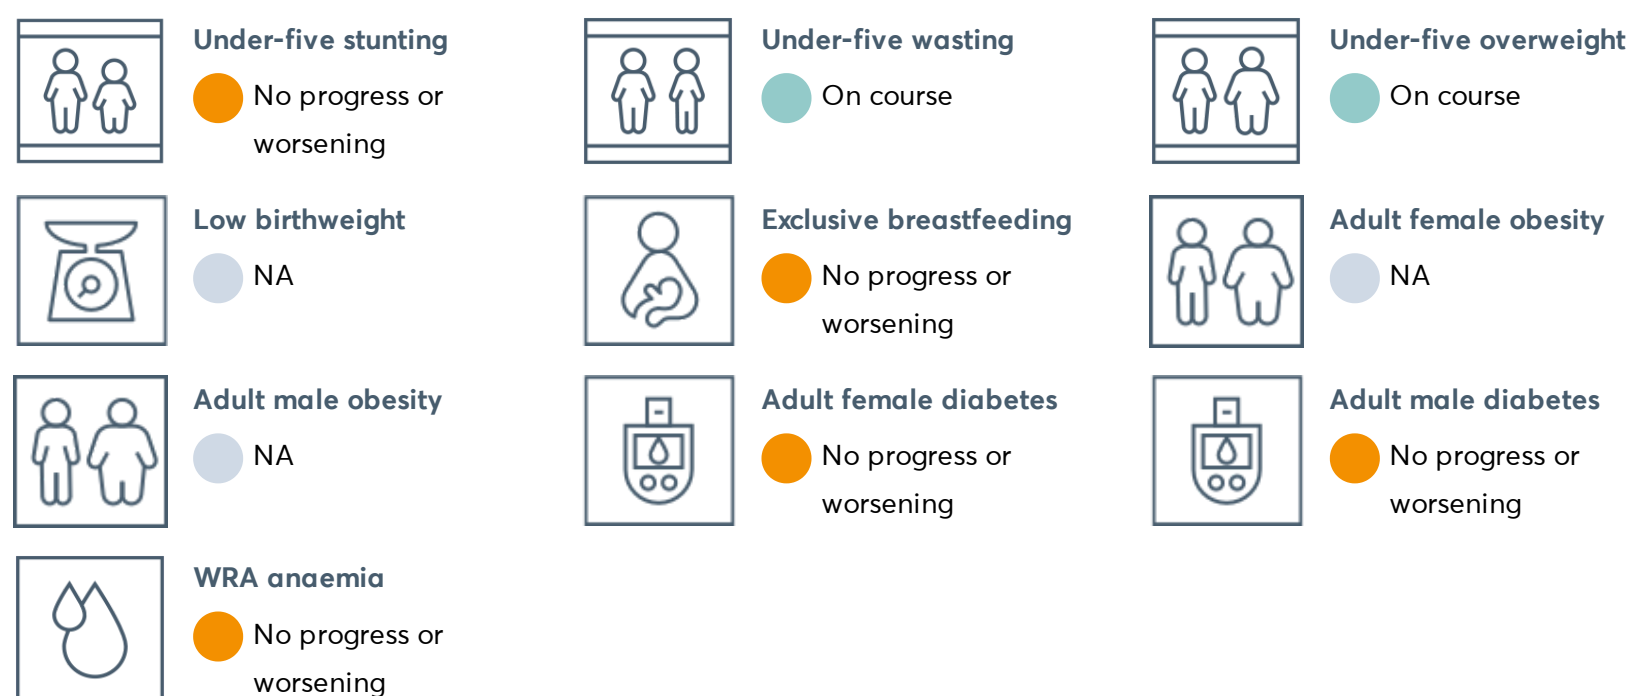 Under-five stunting
No progress or
worsening
Under-five wasting
On course
Under-five overweight
On course
Low birthweight
NA
Exclusive breastfeeding
No progress or
worsening
Adult female obesity
NA
Adult male obesity
NA
Adult female diabetes
No progress or
worsening
Adult male diabetes
No progress or
worsening
WRA anaemia
No progress or
worsening